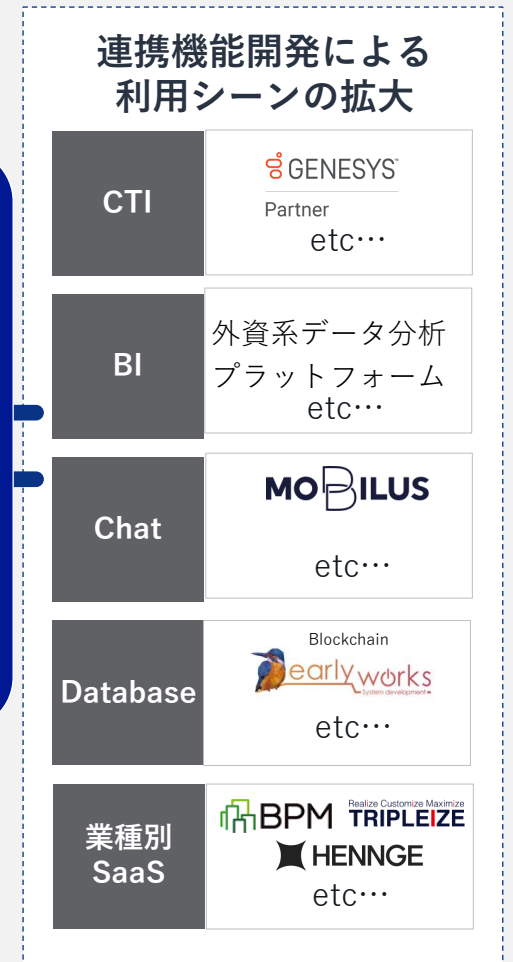 連携機能開発による
利用シーンの拡大
CTI
GENESYS™
Partner
etc…
BI
外資系データ分析
プラットフォーム
etc…
Chat
MOBILUS
etc…
Database
Blockchain
earlyworks
System development
etc…
業種別
SaaS
BPM
Realize Customize Maximize
TRIPLEIZE
HENNGE
etc…